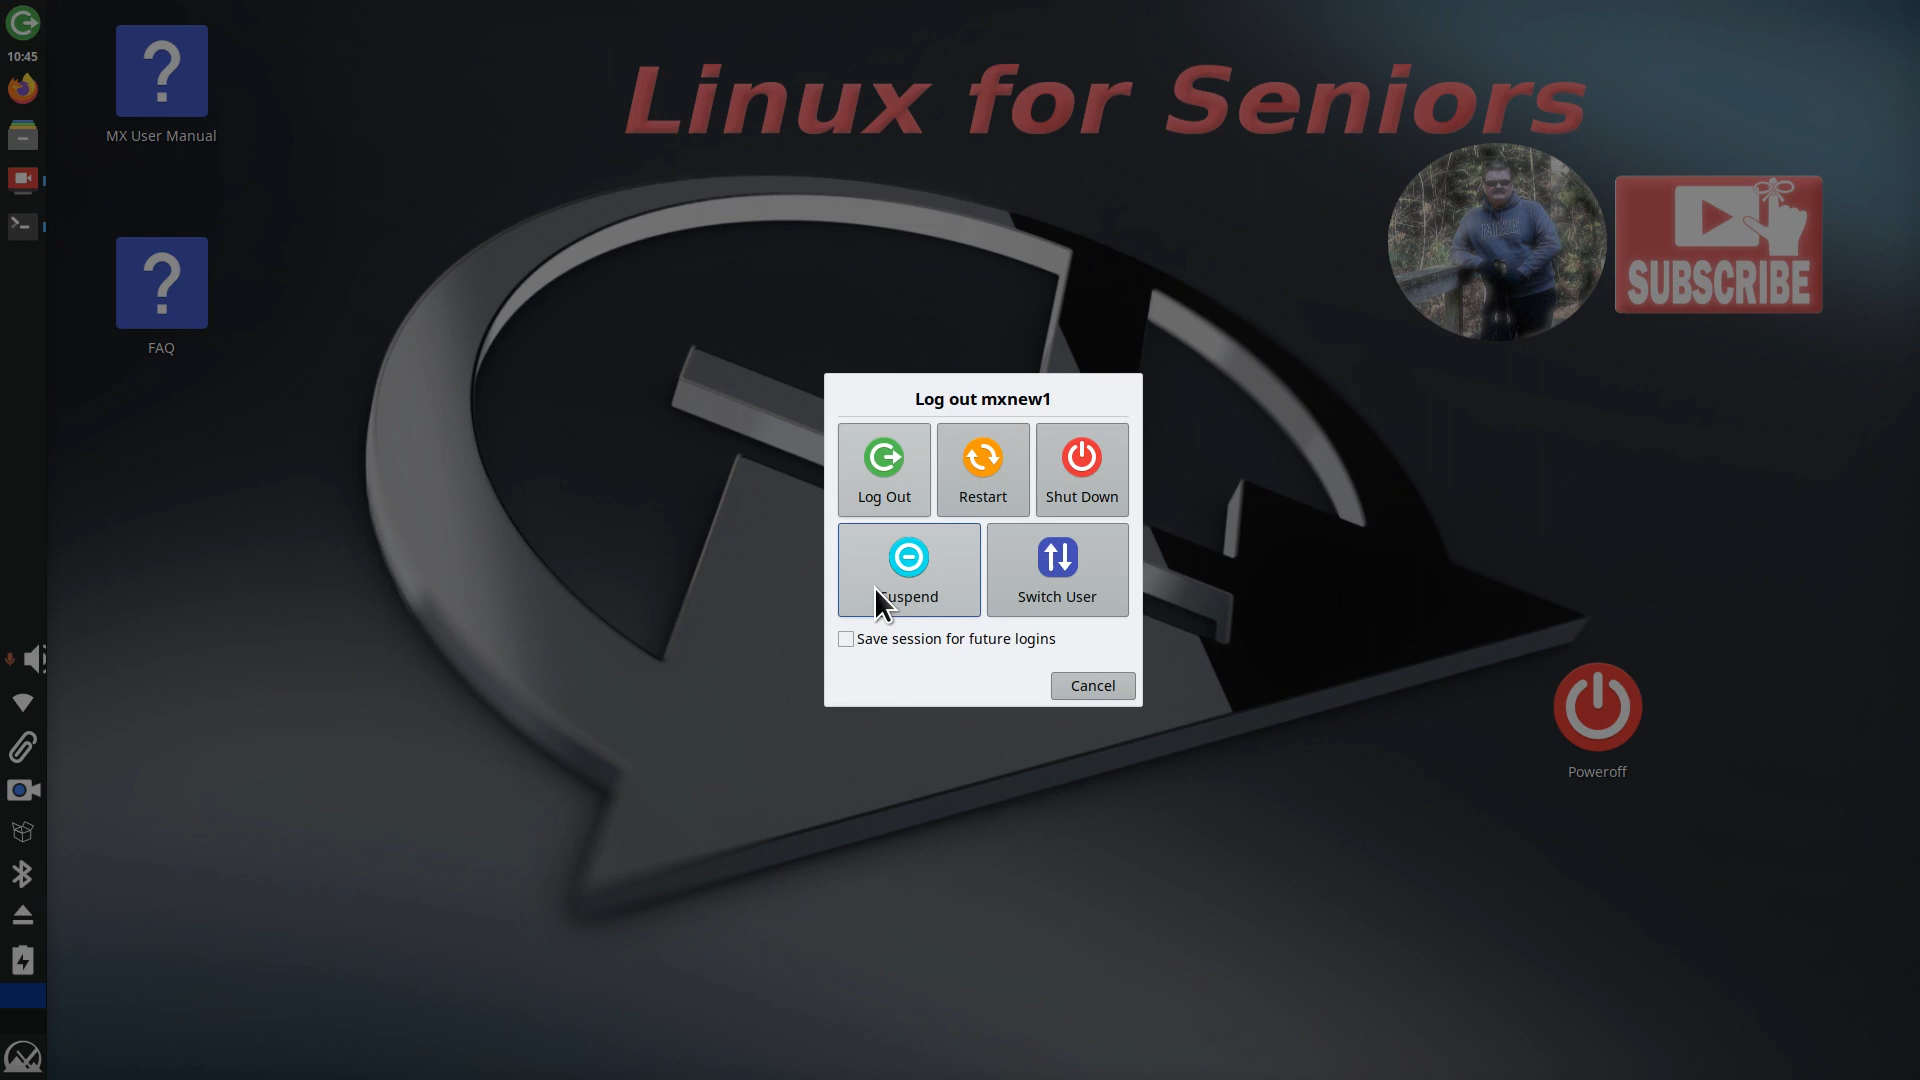 10:45
MX User Manual
FAQ
Linux for Seniors
SUBSCRIBE
Log out mxnew1
Log Out
Restart
Shut Down
Suspend
Switch User
Save session for future logins
Cancel
Poweroff